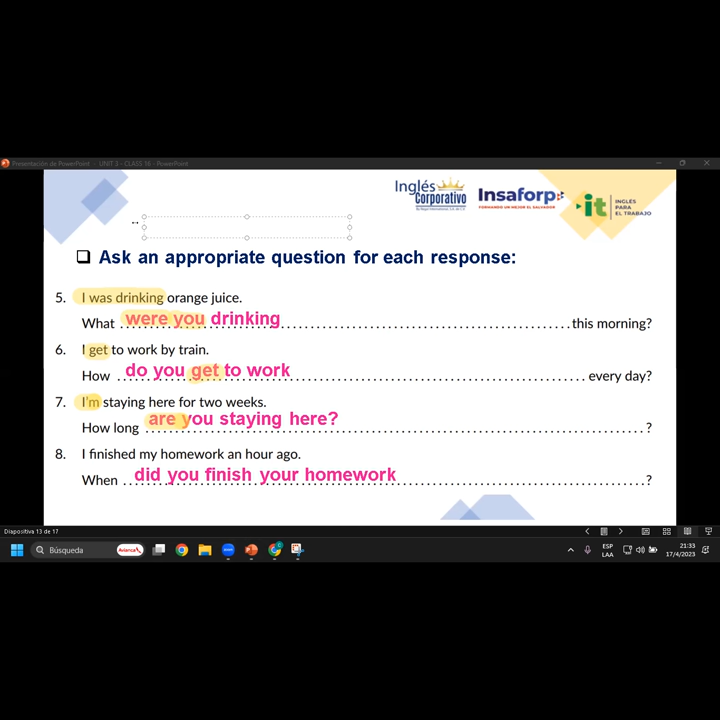 Presentación de PowerPoint - UNIT 3 - CLASS 16 - PowerPoint
Inglés
Corporativo
Insaforp
FORMANDO UN MEJOR EL SALVADOR
it
INGLÉS
PARA
EL TRABAJO
Ask an appropriate question for each response:
5. I was drinking orange juice.
What were you drinking this morning?
6. I get to work by train.
How do you get to work every day?
7. I'm staying here for two weeks.
How long are you staying here? ?
8. I finished my homework an hour ago.
When did you finish your homework ?
Diapositiva 13 de 17
Búsqueda
Avianca
ESP
LAA
21:33
17/4/2023